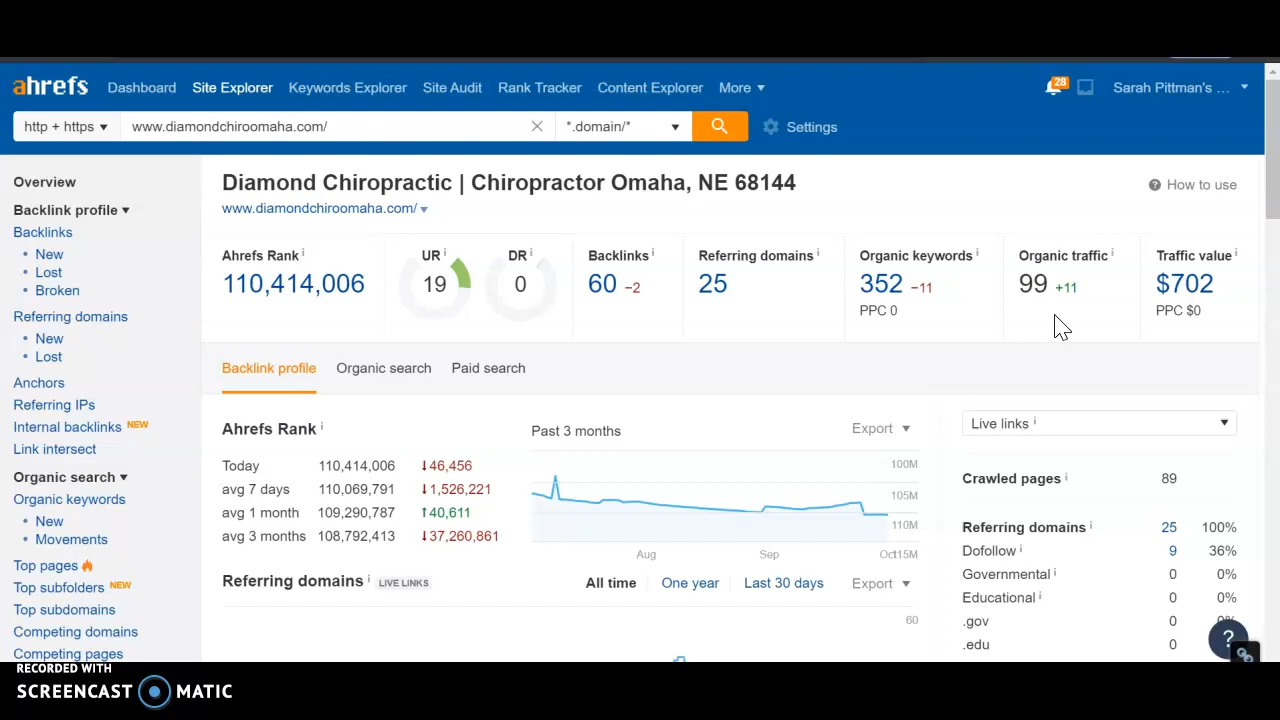 ahrefs Dashboard Site Explorer Keywords Explorer Site Audit Rank Tracker Content Explorer More 28 Sarah Pittman's ...
http + https www.diamondchiroomaha.com/ *.domain/* Settings
Overview
Backlink profile
Backlinks
New
Lost
Broken
Referring domains
New
Lost
Anchors
Referring IPs
Internal backlinks NEW
Link intersect
Organic search
Organic keywords
New
Movements
Top pages
Top subfolders NEW
Top subdomains
Competing domains
Competing pages
Diamond Chiropractic | Chiropractor Omaha, NE 68144
How to use
www.diamondchiroomaha.com/
Ahrefs Rank i UR i DR i Backlinks i Referring domains i Organic keywords i Organic traffic i Traffic value i
110,414,006 19 0 60 −2 25 352 −11 99 +11 $702
PPC 0 PPC $0
Backlink profile Organic search Paid search
Ahrefs Rank i
Today 110,414,006 ↓46,456
avg 7 days 110,069,791 ↓1,526,221
avg 1 month 109,290,787 ↑40,611
avg 3 months 108,792,413 ↓37,260,861
Past 3 months Export
100M
105M
110M
Aug Sep Oct 115M
Referring domains i LIVE LINKS All time One year Last 30 days Export
60
Live links i
Crawled pages i 89
Referring domains i 25 100%
Dofollow i 9 36%
Governmental i 0 0%
Educational i 0 0%
.gov 0 0%
.edu 0
?
RECORDED WITH
SCREENCAST MATIC